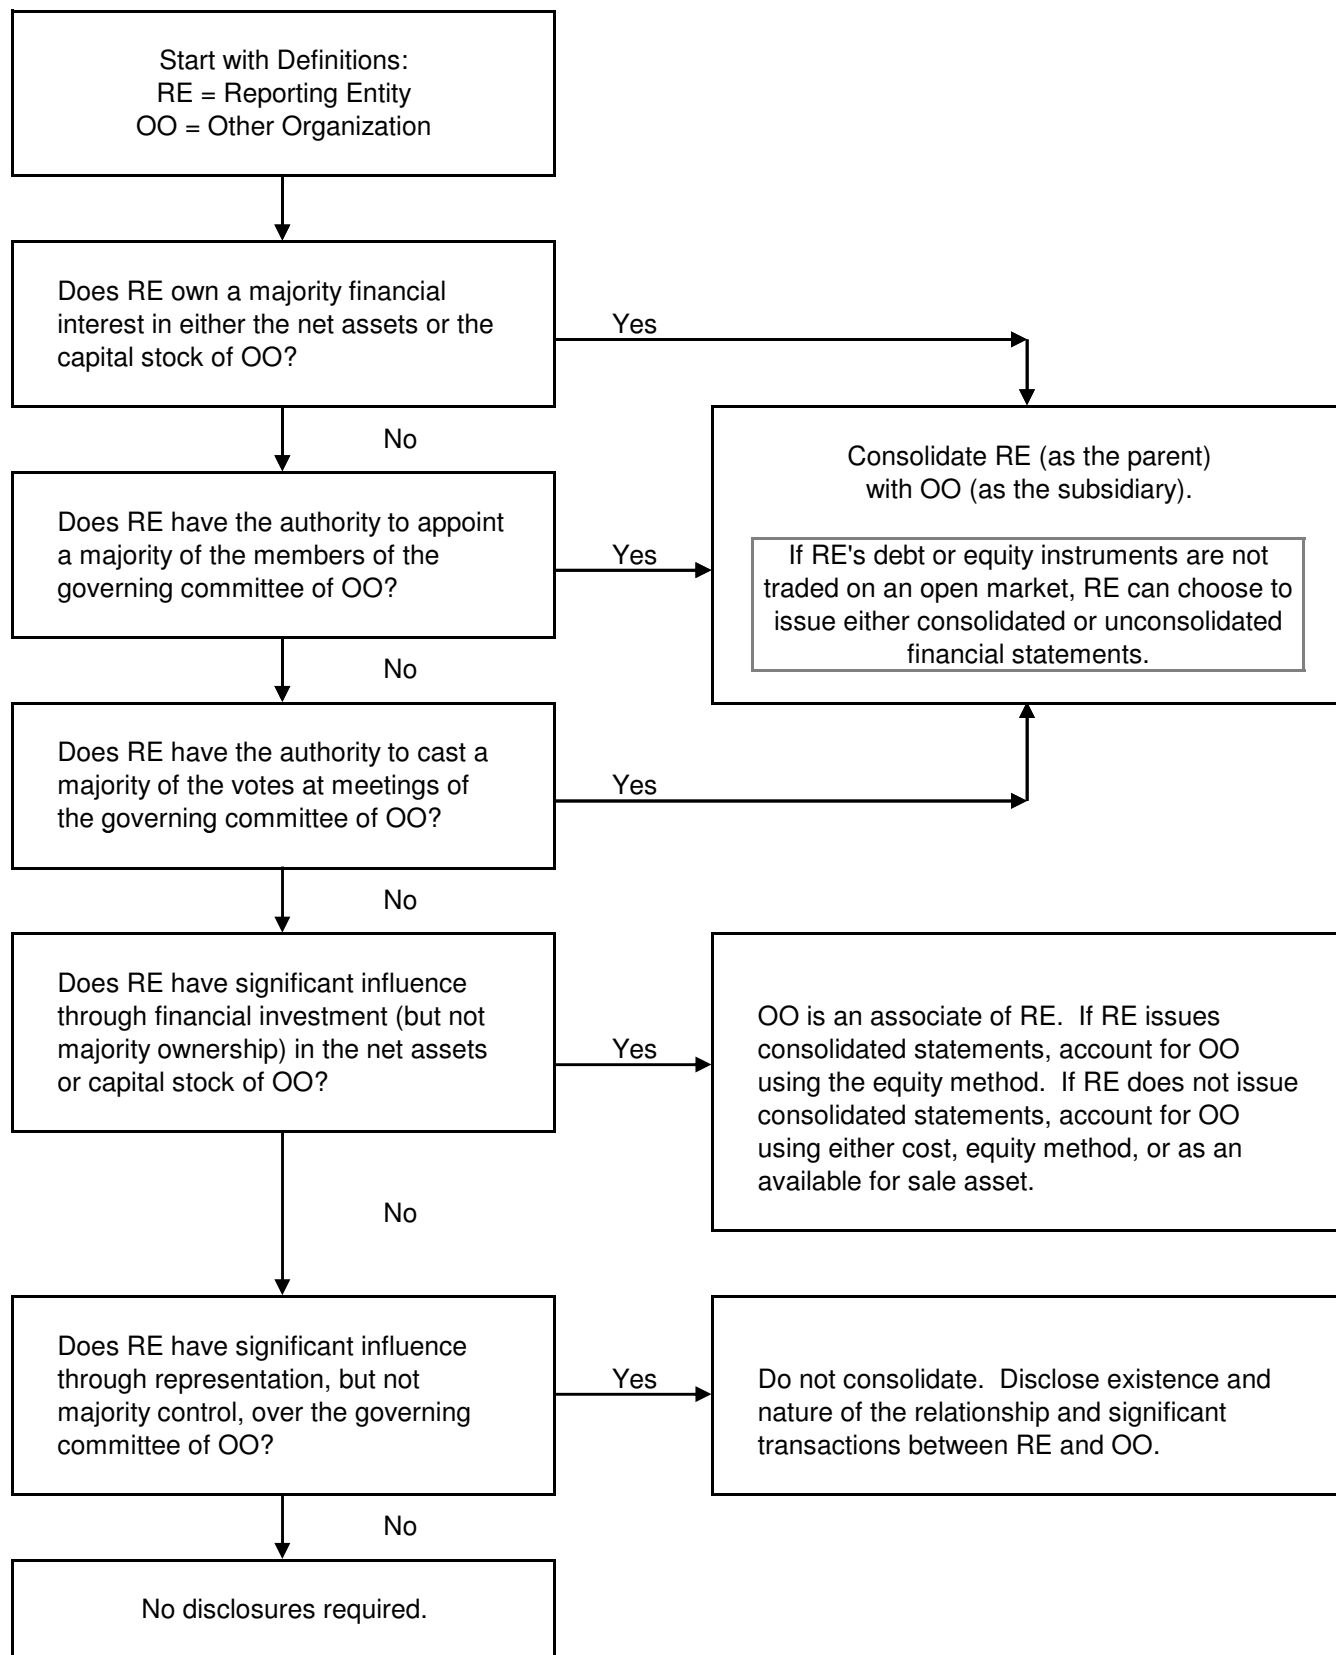 Start with Definitions:
RE = Reporting Entity
OO = Other Organization
Does RE own a majority financial
interest in either the net assets or the
capital stock of OO?
Yes
No
Consolidate RE (as the parent)
with OO (as the subsidiary).
If RE's debt or equity instruments are not
traded on an open market, RE can choose to
issue either consolidated or unconsolidated
financial statements.
Does RE have the authority to appoint
a majority of the members of the
governing committee of OO?
Yes
No
Does RE have the authority to cast a
majority of the votes at meetings of
the governing committee of OO?
Yes
No
Does RE have significant influence
through financial investment (but not
majority ownership) in the net assets
or capital stock of OO?
Yes
OO is an associate of RE.  If RE issues
consolidated statements, account for OO
using the equity method.  If RE does not issue
consolidated statements, account for OO
using either cost, equity method, or as an
available for sale asset.
No
Does RE have significant influence
through representation, but not
majority control, over the governing
committee of OO?
Yes
Do not consolidate.  Disclose existence and
nature of the relationship and significant
transactions between RE and OO.
No
No disclosures required.